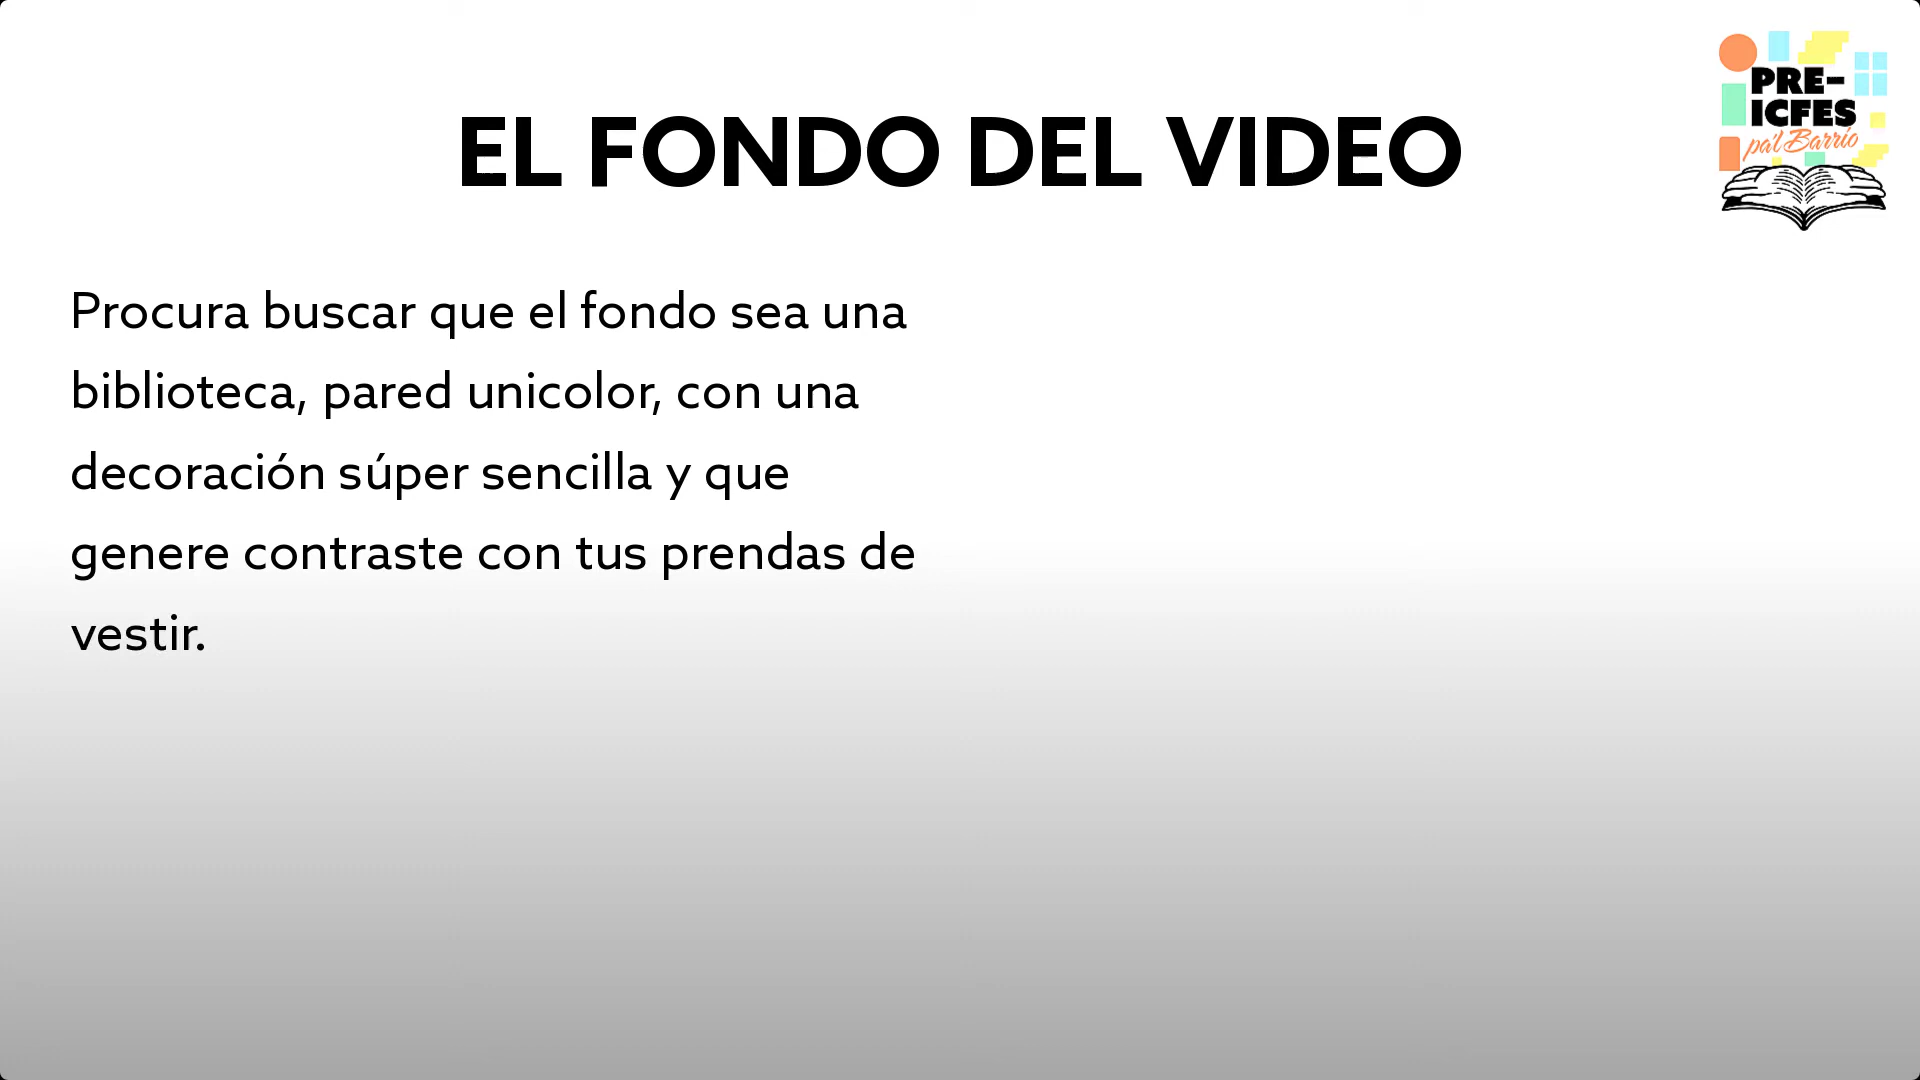 EL FONDO DEL VIDEO
PRE-
ICFES
pa'l Barrio
Procura buscar que el fondo sea una
biblioteca, pared unicolor, con una
decoración súper sencilla y que
genere contraste con tus prendas de
vestir.